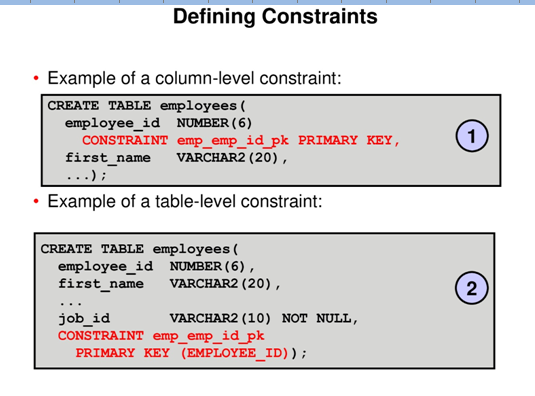 Defining Constraints
• Example of a column-level constraint:
CREATE TABLE employees(
employee_id NUMBER(6)
CONSTRAINT emp_emp_id_pk PRIMARY KEY,
first_name VARCHAR2(20),
...);
1
• Example of a table-level constraint:
CREATE TABLE employees(
employee_id NUMBER(6),
first_name VARCHAR2(20),
...
job_id VARCHAR2(10) NOT NULL,
CONSTRAINT emp_emp_id_pk
PRIMARY KEY (EMPLOYEE_ID));
2